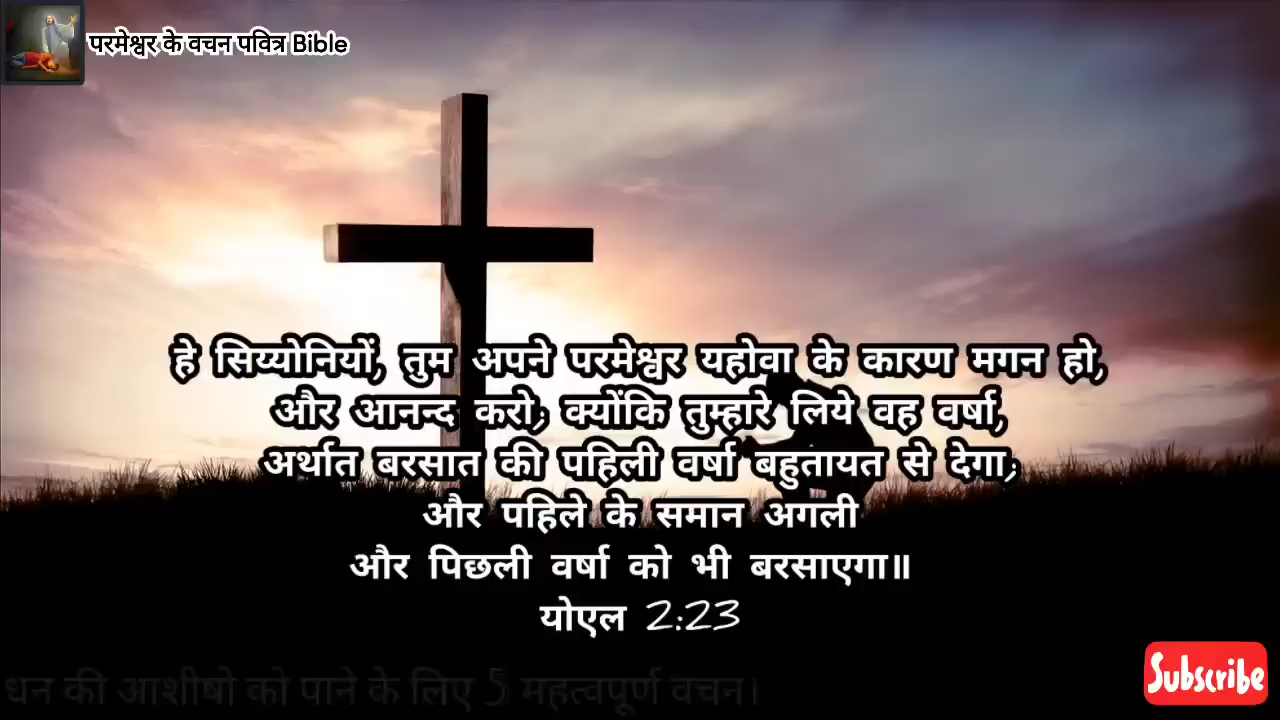 परमेश्वर के वचन पवित्र Bible
हे सिय्योनियों, तुम अपने परमेश्वर यहोवा के कारण मगन हो,
और आनन्द करो; क्योंकि तुम्हारे लिये वह वर्षा,
अर्थात बरसात की पहिली वर्षा बहुतायत से देगा;
और पहिले के समान अगली
और पिछली वर्षा को भी बरसाएगा॥
योएल 2:23
Subscribe
धन की आशीषो को पाने के लिए 5 महत्वपूर्ण वचन।